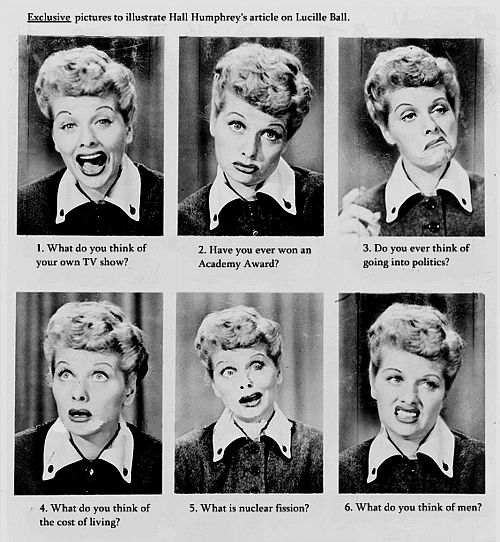 Exclusive pictures to illustrate Hall Humphrey's article on Lucille Ball.
1. What do you think of
your own TV show?
2. Have you ever won an
Academy Award?
3. Do you ever think of
going into politics?
4. What do you think of
the cost of living?
5. What is nuclear fission?
6. What do you think of men?